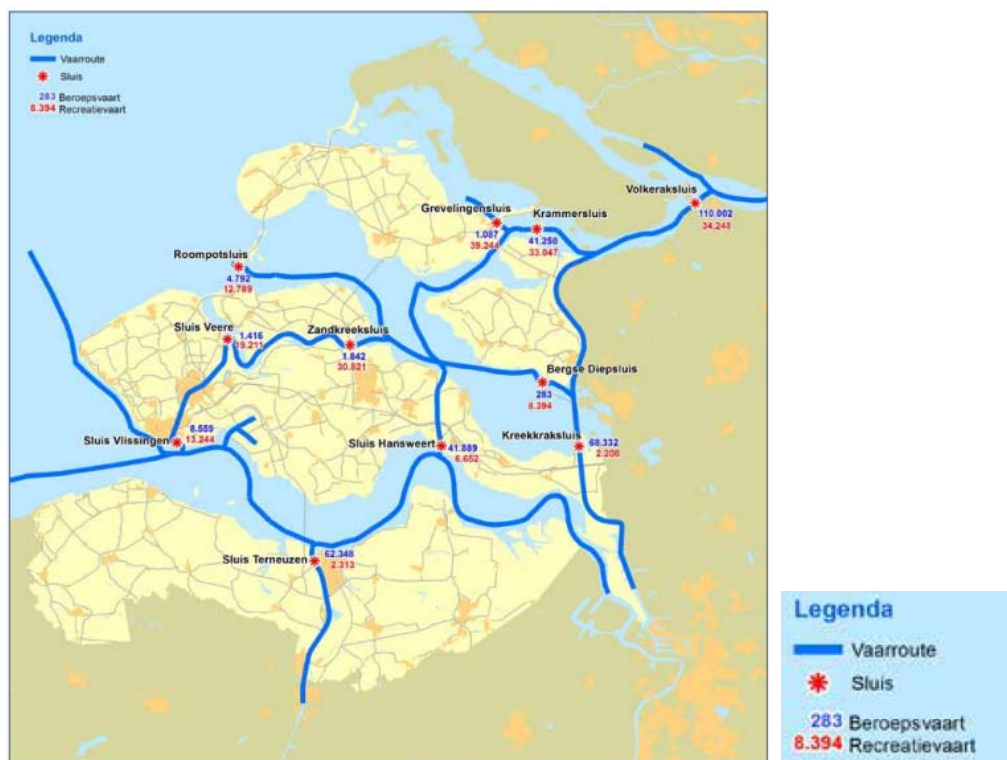 Legenda
Vaarroute
Sluis
283 Beroepsvaart
8.394 Recreatievaart
Volkeraksluis
110.002
34.248
Grevelingensluis
1.087
39.244
Krammersluis
41.250
33.047
Roompotsluis
4.792
12.789
Sluis Veere
1.416
19.211
Zandkreeksluis
1.842
30.821
Bergse Diepsluis
283
8.394
Sluis Vlissingen
8.559
13.244
Sluis Hansweert
41.889
6.652
Kreekkraksluis
68.332
2.208
Sluis Terneuzen
62.348
2.313
Legenda
Vaarroute
Sluis
283 Beroepsvaart
8.394 Recreatievaart